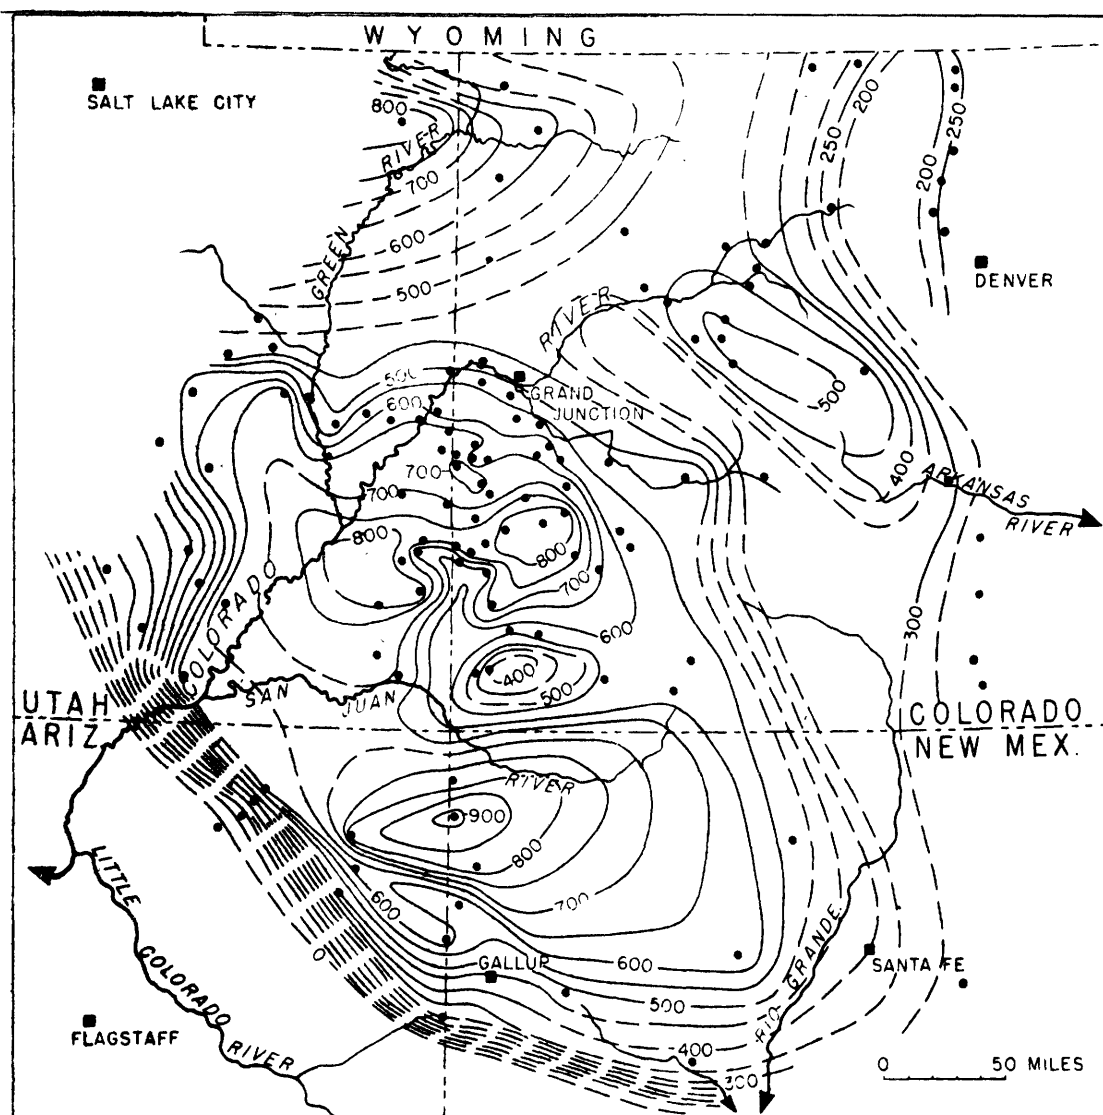 WYOMING
SALT LAKE CITY
800
RIVER
700
GREEN
600
500
200
250
250
200
DENVER
RIVER
500
GRAND
JUNCTION
600
500
700
700
400
ARKANSAS
RIVER
800
800
700
COLORADO
600
300
400
500
SAN
JUAN
UTAH
ARIZ.
COLORADO
NEW MEX.
RIVER
900
800
700
600
LITTLE
COLORADO
RIVER
0
GALLUP
600
500
400
300
RIO
GRANDE
SANTA FE
FLAGSTAFF
0 50 MILES